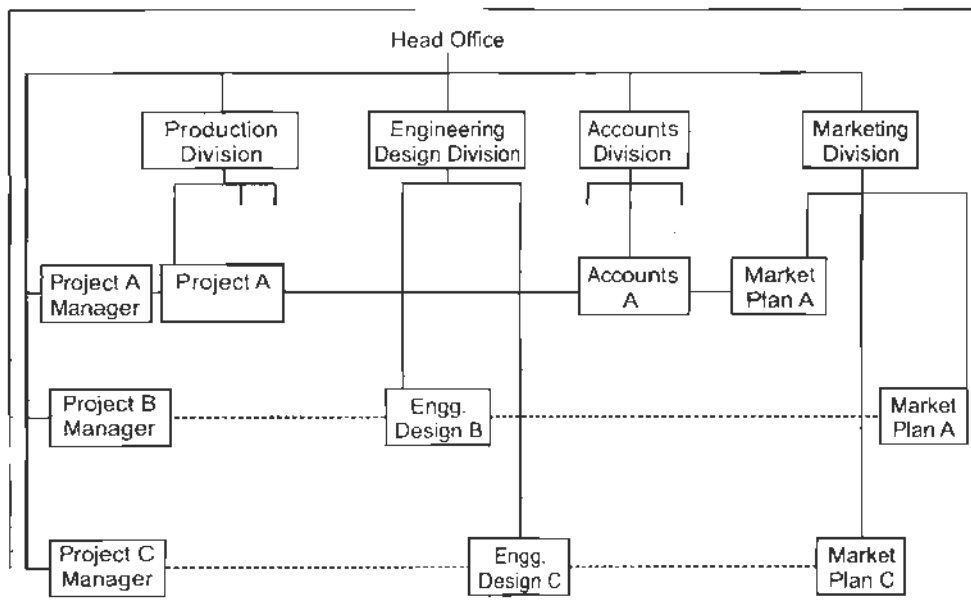 Head Office
Production
Division
Engineering
Design Division
Accounts
Division
Marketing
Division
Project A
Manager
Project A
Accounts
A
Market
Plan A
Project B
Manager
Engg.
Design B
Market
Plan A
Project C
Manager
Engg.
Design C
Market
Plan C